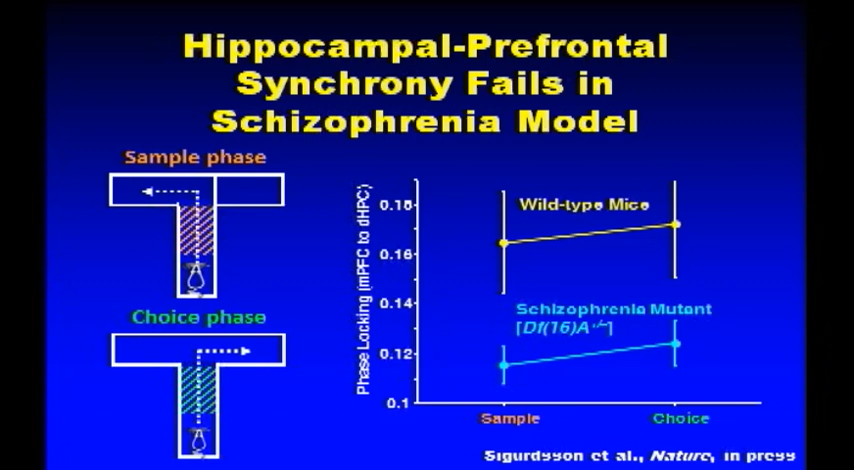 Hippocampal-Prefrontal
Synchrony Fails in
Schizophrenia Model
Sample phase
Choice phase
Phase Locking (mPFC to dHPC)
0.18
0.16
0.14
0.12
0.1
Wild-type Mice
Schizophrenia Mutant
[Df(16)A+/-]
Sample
Choice
Sigurdsson et al., Nature, in press